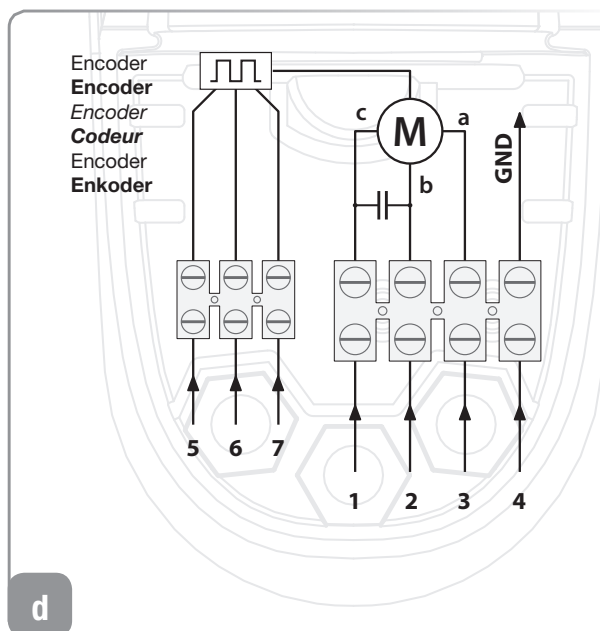 Encoder
Encoder
Encoder
Codeur
Encoder
Enkoder
c
M
a
b
GND
5 6 7
1 2 3 4
d